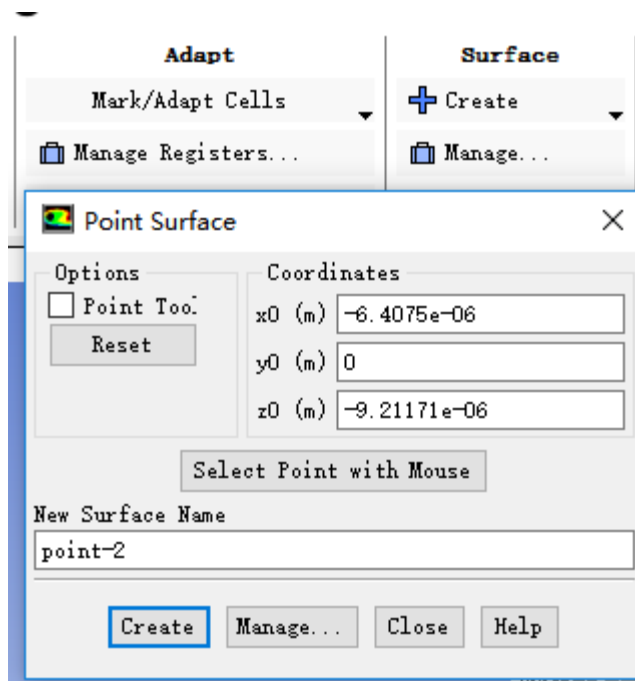 Adapt
Surface
Mark/Adapt Cells
Create
Manage Registers...
Manage...
Point Surface
Options
Coordinates
Point Tool
x0 (m) -6.4075e-06
Reset
y0 (m) 0
z0 (m) -9.21171e-06
Select Point with Mouse
New Surface Name
point-2
Create
Manage...
Close
Help